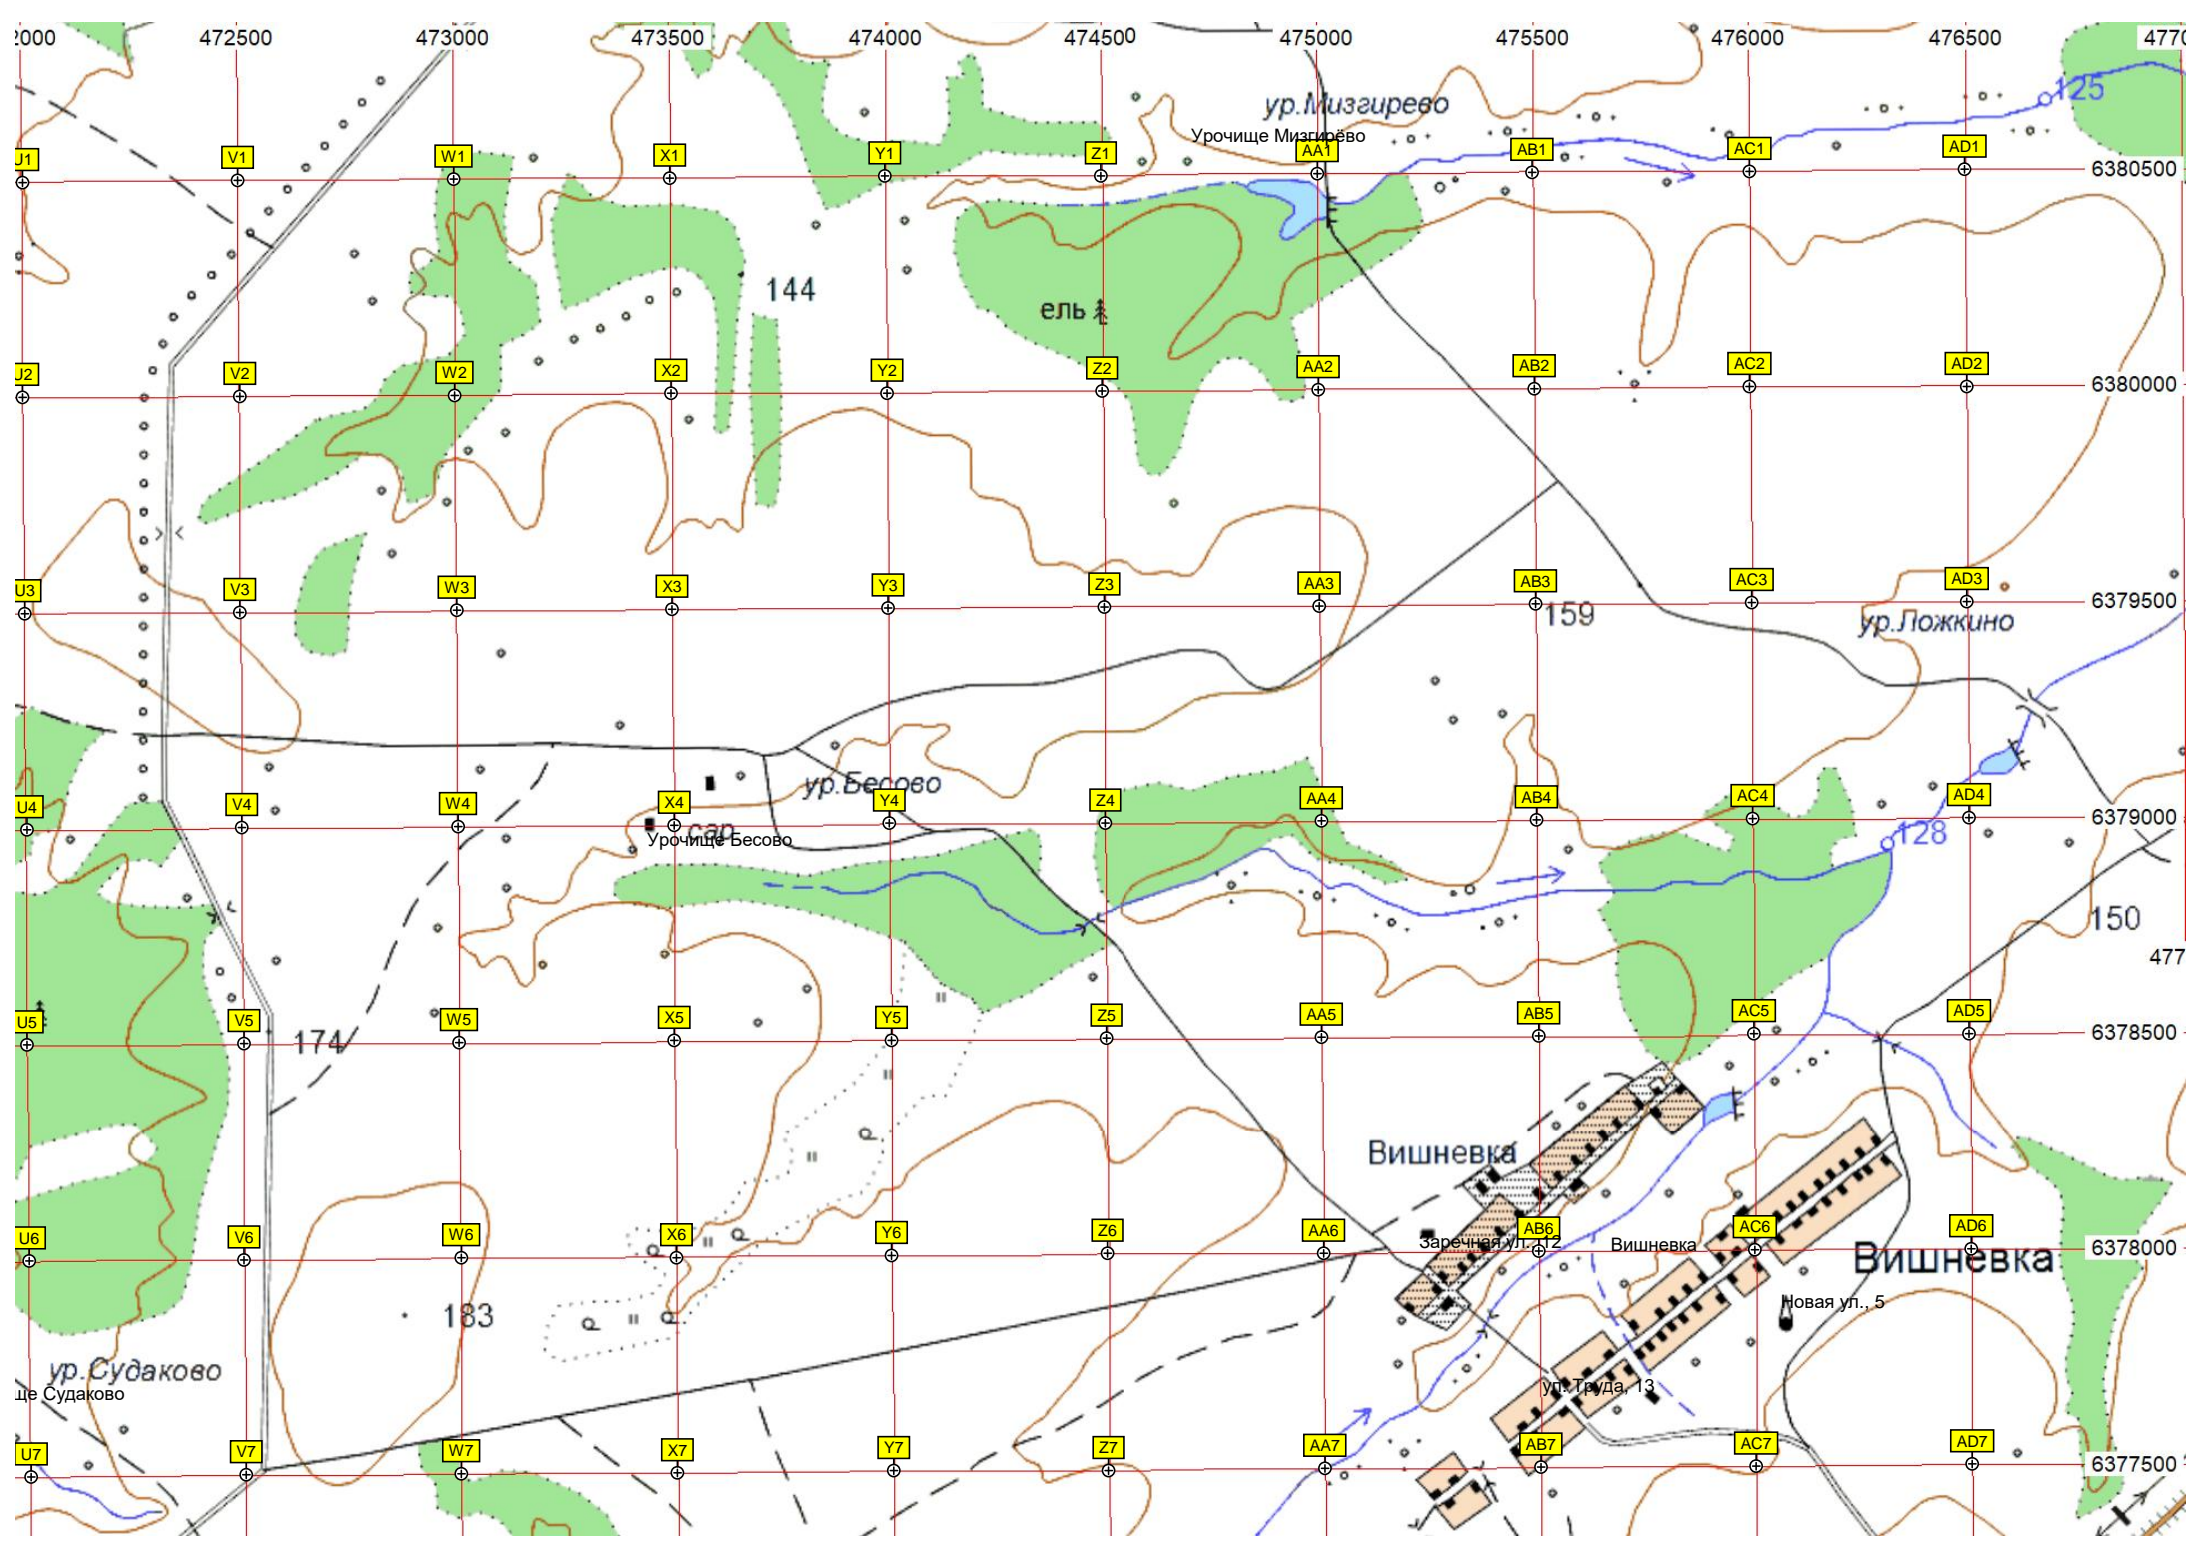 2000 472500 473000 473500 474000 474500 475000 475500 476000 476500 4770
125
ур.Мизгирево
Урочище Мизгирёво
U1 V1 W1 X1 Y1 Z1 AA1 AB1 AC1 AD1
6380500
144
ель
U2 V2 W2 X2 Y2 Z2 AA2 AB2 AC2 AD2
6380000
U3 V3 W3 X3 Y3 Z3 AA3 AB3 AC3 AD3
6379500
159
ур.Ложкино
ур.Бесово
U4 V4 W4 X4 Y4 Z4 AA4 AB4 AC4 AD4
6379000
сар.
128
Урочище Бесово
150
477
U5 V5 W5 X5 Y5 Z5 AA5 AB5 AC5 AD5
6378500
174
Вишневка
U6 V6 W6 X6 Y6 Z6 AA6 AB6 AC6 AD6
6378000
Заречная ул., 12
Вишневка
Вишневка
183
Новая ул., 5
ур.Судаково
ще Судаково
ул. Труда, 13
U7 V7 W7 X7 Y7 Z7 AA7 AB7 AC7 AD7
6377500